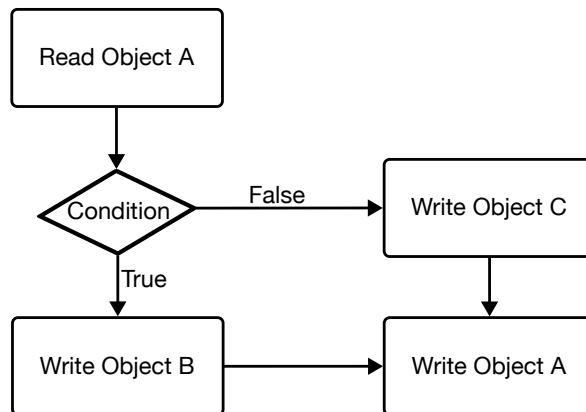 Read Object A
Condition
False
Write Object C
True
Write Object B
Write Object A